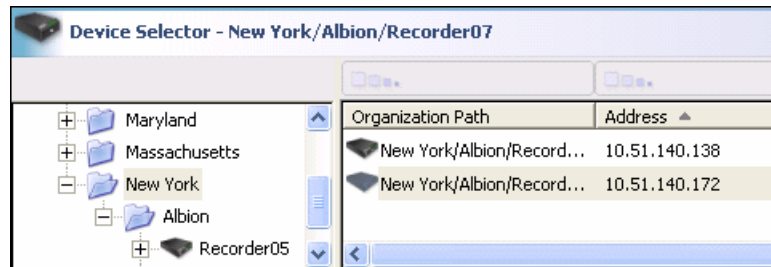 Device Selector - New York/Albion/Recorder07
Organization Path Address
Maryland
New York/Albion/Record... 10.51.140.138
Massachusetts
New York/Albion/Record... 10.51.140.172
New York
Albion
Recorder05